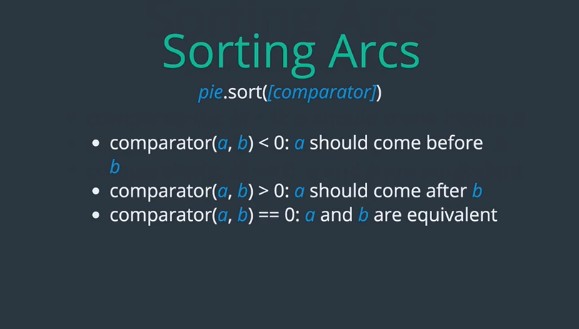 Sorting Arcs
pie.sort([comparator])
• comparator(a, b) < 0: a should come before
b
• comparator(a, b) > 0: a should come after b
• comparator(a, b) == 0: a and b are equivalent